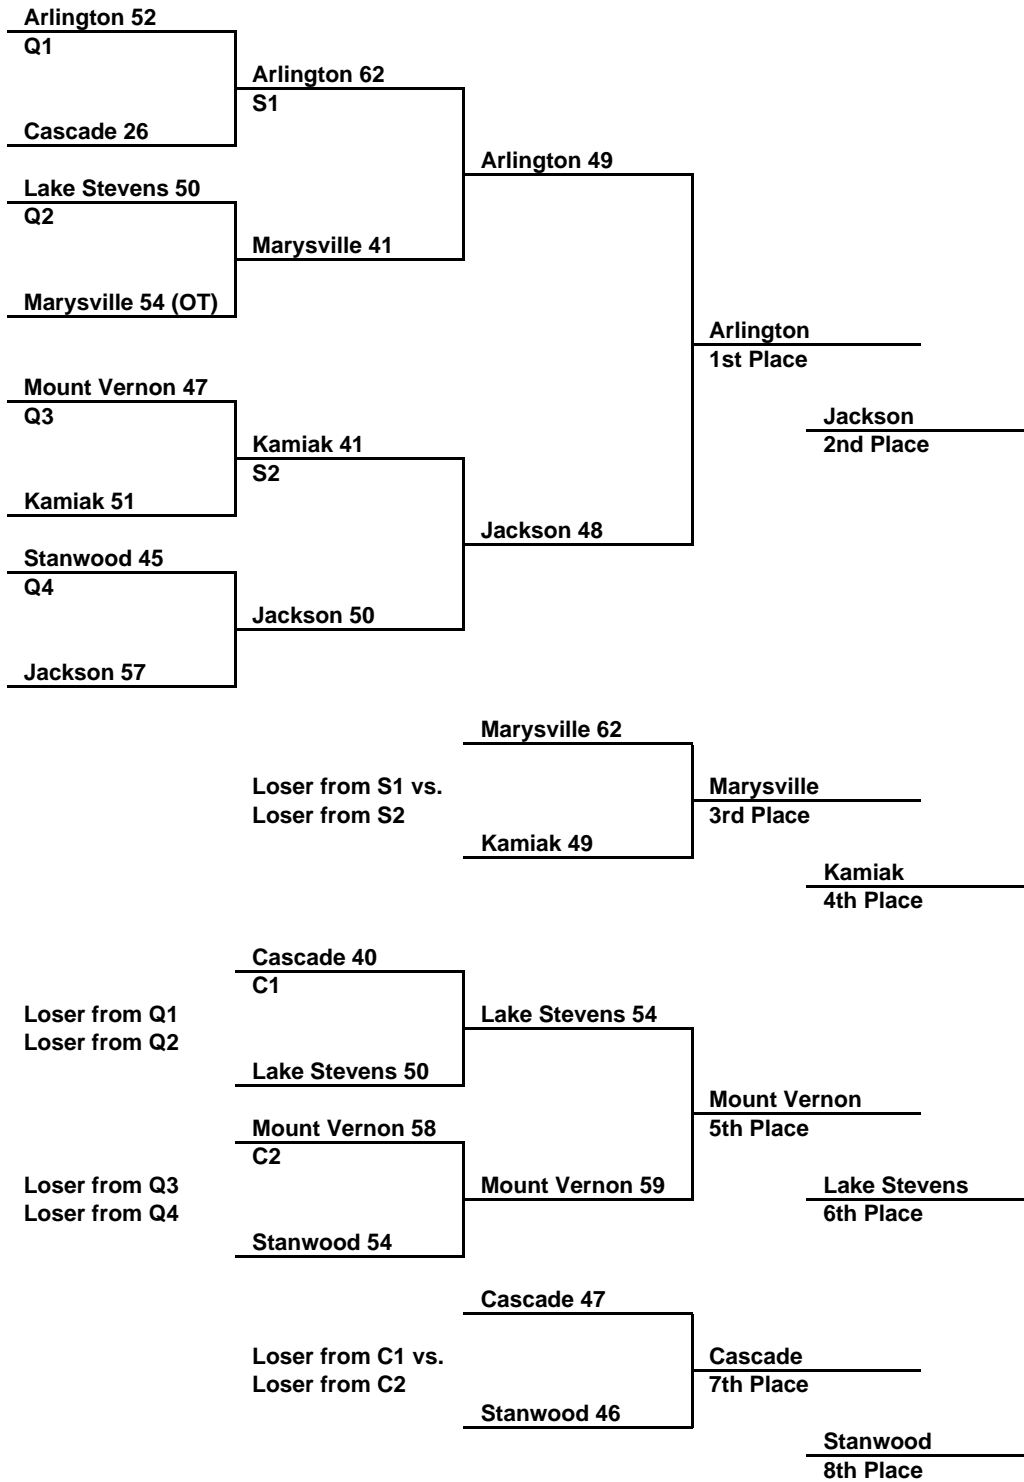 Arlington 52
Q1
Arlington 62
S1
Cascade 26
Arlington 49
Lake Stevens 50
Q2
Marysville 41
Marysville 54 (OT)
Arlington
1st Place
Mount Vernon 47
Q3
Jackson
2nd Place
Kamiak 41
S2
Kamiak 51
Jackson 48
Stanwood 45
Q4
Jackson 50
Jackson 57
Marysville 62
Loser from S1 vs.
Loser from S2
Marysville
3rd Place
Kamiak 49
Kamiak
4th Place
Cascade 40
C1
Loser from Q1
Loser from Q2
Lake Stevens 54
Lake Stevens 50
Mount Vernon
5th Place
Mount Vernon 58
C2
Loser from Q3
Loser from Q4
Mount Vernon 59
Lake Stevens
6th Place
Stanwood 54
Cascade 47
Loser from C1 vs.
Loser from C2
Cascade
7th Place
Stanwood 46
Stanwood
8th Place